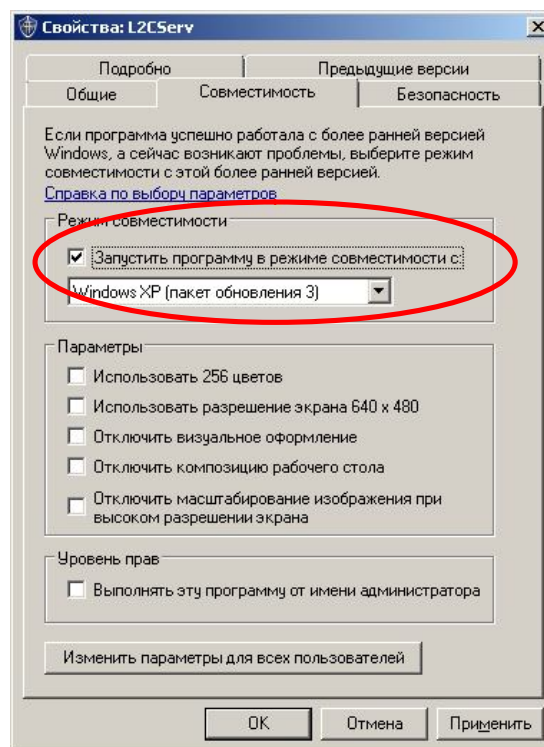 Свойства: L2CServ
Подробно
Предыдущие версии
Общие
Совместимость
Безопасность
Если программа успешно работала с более ранней версией
Windows, а сейчас возникают проблемы, выберите режим
совместимости с этой более ранней версией.
Справка по выбору параметров
Режим совместимости
Запустить программу в режиме совместимости с:
Windows XP (пакет обновления 3)
Параметры
Использовать 256 цветов
Использовать разрешение экрана 640 x 480
Отключить визуальное оформление
Отключить композицию рабочего стола
Отключить масштабирование изображения при
высоком разрешении экрана
Уровень прав
Выполнять эту программу от имени администратора
Изменить параметры для всех пользователей
OK
Отмена
Применить